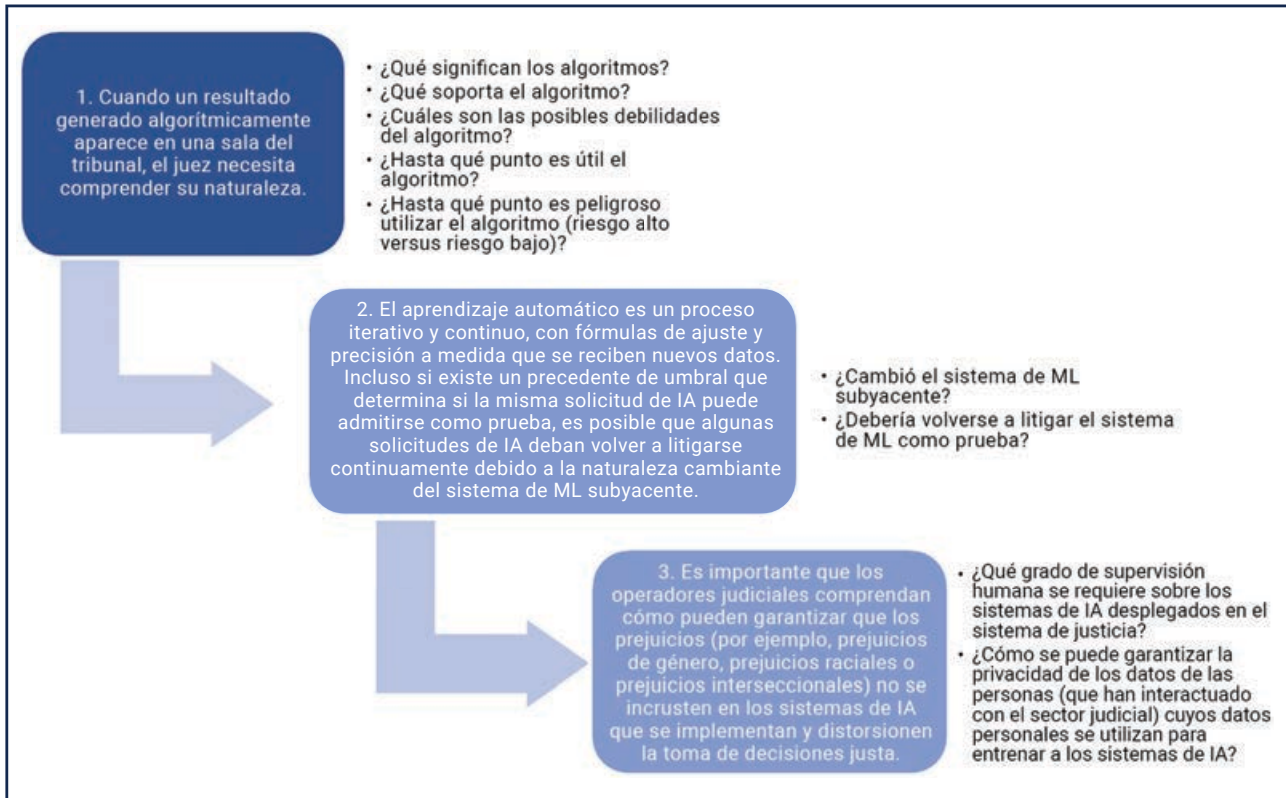 1. Cuando un resultado
generado algorítmicamente
aparece en una sala del
tribunal, el juez necesita
comprender su naturaleza.
• ¿Qué significan los algoritmos?
• ¿Qué soporta el algoritmo?
• ¿Cuáles son las posibles debilidades
del algoritmo?
• ¿Hasta qué punto es útil el
algoritmo?
• ¿Hasta qué punto es peligroso
utilizar el algoritmo (riesgo alto
versus riesgo bajo)?
2. El aprendizaje automático es un proceso
iterativo y continuo, con fórmulas de ajuste y
precisión a medida que se reciben nuevos datos.
Incluso si existe un precedente de umbral que
determina si la misma solicitud de IA puede
admitirse como prueba, es posible que algunas
solicitudes de IA deban volver a litigarse
continuamente debido a la naturaleza cambiante
del sistema de ML subyacente.
• ¿Cambió el sistema de ML
subyacente?
• ¿Debería volverse a litigar el sistema
de ML como prueba?
3. Es importante que los
operadores judiciales comprendan
cómo pueden garantizar que los
prejuicios (por ejemplo, prejuicios
de género, prejuicios raciales o
prejuicios interseccionales) no se
incrusten en los sistemas de IA
que se implementan y distorsionen
la toma de decisiones justa.
• ¿Qué grado de supervisión
humana se requiere sobre los
sistemas de IA desplegados en el
sistema de justicia?
• ¿Cómo se puede garantizar la
privacidad de los datos de las
personas (que han interactuado
con el sector judicial) cuyos datos
personales se utilizan para
entrenar a los sistemas de IA?